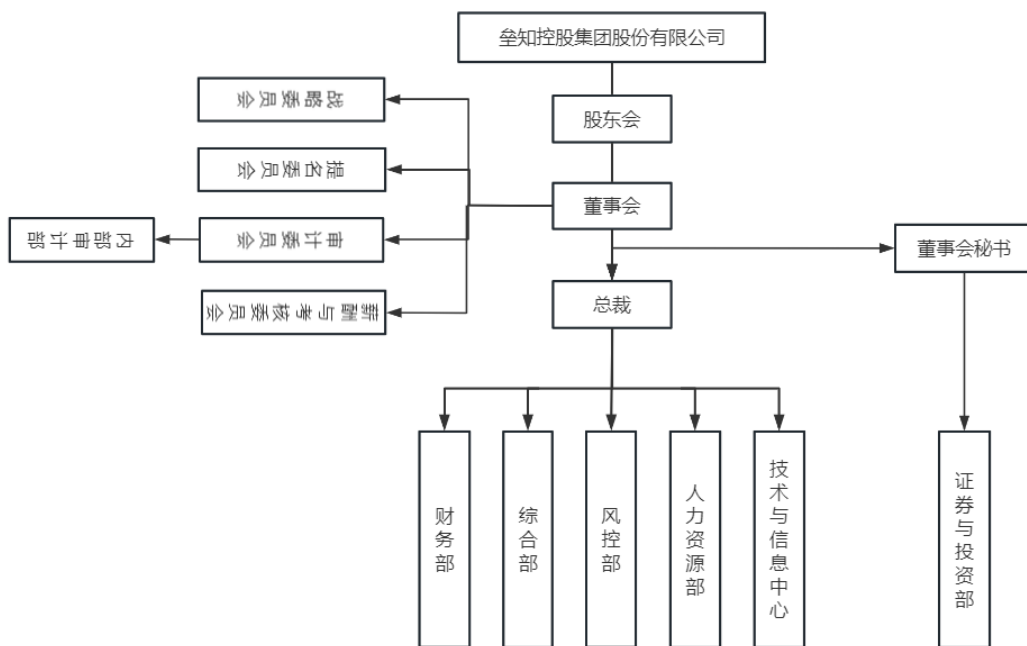 垒知控股集团股份有限公司
股东会
董事会
战略委员会
提名委员会
审计委员会
内部审计部
薪酬与考核委员会
董事会秘书
总裁
财务部
综合部
风控部
人力资源部
技术与信息中心
证券与投资部